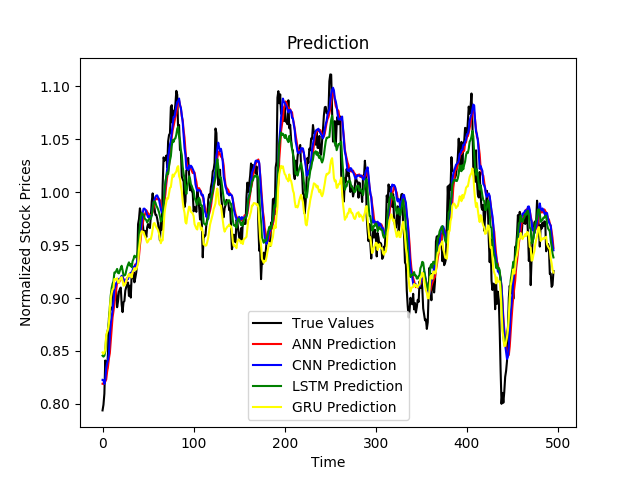 Prediction
Normalized Stock Prices
1.10
1.05
1.00
0.95
0.90
0.85
0.80
True Values
ANN Prediction
CNN Prediction
LSTM Prediction
GRU Prediction
0
100
200
300
400
500
Time